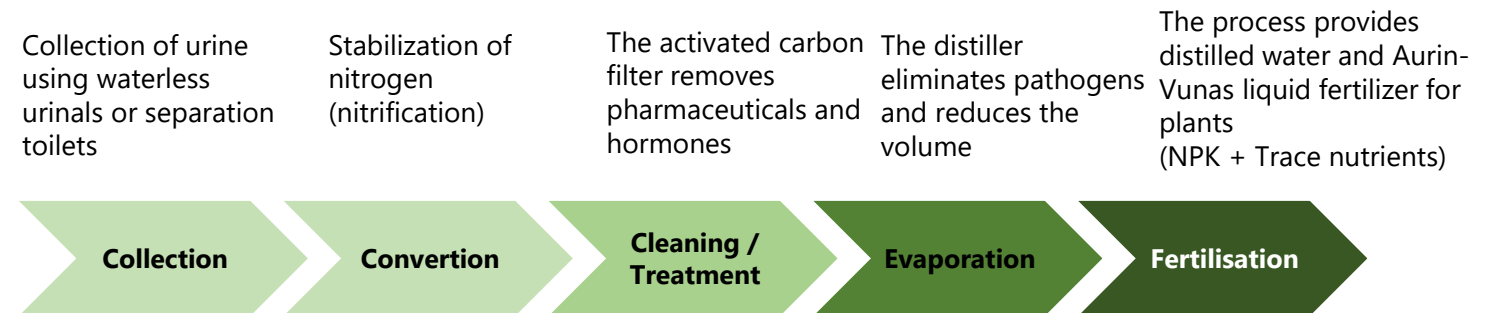 Collection of urine
using waterless
urinals or separation
toilets
Stabilization of
nitrogen
(nitrification)
The activated carbon
filter removes
pharmaceuticals and
hormones
The distiller
eliminates pathogens
and reduces the
volume
The process provides
distilled water and Aurin-
Vunas liquid fertilizer for
plants
(NPK + Trace nutrients)
Collection
Convertion
Cleaning /
Treatment
Evaporation
Fertilisation